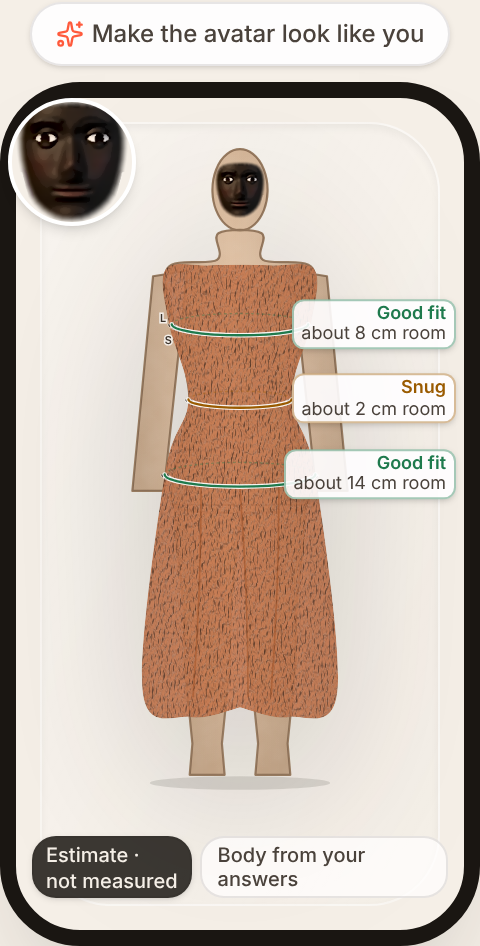 Make the avatar look like you
Good fit
about 8 cm room
L
S
Snug
about 2 cm room
Good fit
about 14 cm room
Estimate ·
not measured
Body from your
answers